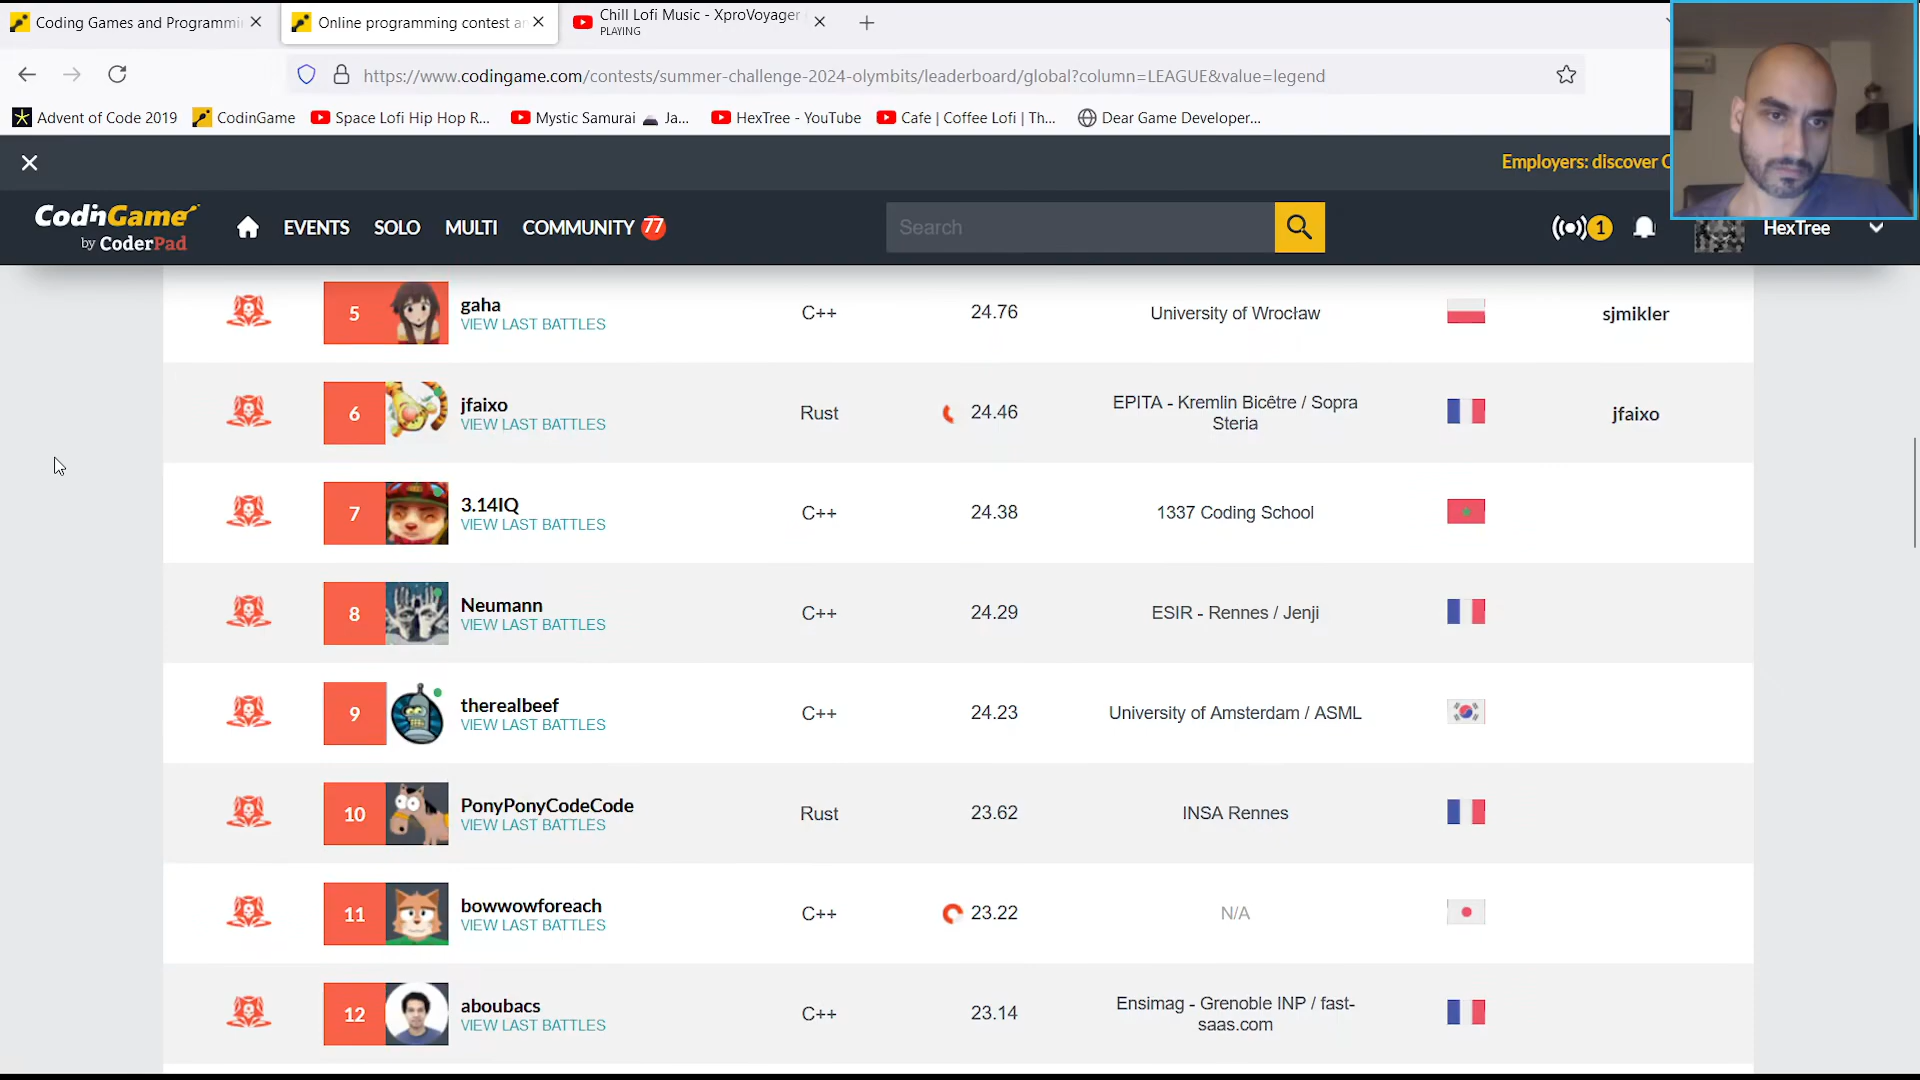 Coding Games and Programmi
Online programming contest a
Chill Lofi Music - XproVoyager
PLAYING
https://www.codingame.com/contests/summer-challenge-2024-olymbits/leaderboard/global?column=LEAGUE&value=legend
Advent of Code 2019
CodinGame
Space Lofi Hip Hop R...
Mystic Samurai 🗻 Ja...
HexTree - YouTube
Cafe | Coffee Lofi | Th...
Dear Game Developer...
Employers: discover C
CodinGame
by CoderPad
EVENTS
SOLO
MULTI
COMMUNITY
77
Search
1
HexTree
5
gaha
VIEW LAST BATTLES
C++
24.76
University of Wrocław
sjmikler
6
jfaixo
VIEW LAST BATTLES
Rust
24.46
EPITA - Kremlin Bicêtre / Sopra
Steria
jfaixo
7
3.14IQ
VIEW LAST BATTLES
C++
24.38
1337 Coding School
8
Neumann
VIEW LAST BATTLES
C++
24.29
ESIR - Rennes / Jenji
9
therealbeef
VIEW LAST BATTLES
C++
24.23
University of Amsterdam / ASML
10
PonyPonyCodeCode
VIEW LAST BATTLES
Rust
23.62
INSA Rennes
11
bowwowforeach
VIEW LAST BATTLES
C++
23.22
N/A
12
aboubacs
VIEW LAST BATTLES
C++
23.14
Ensimag - Grenoble INP / fast-
saas.com